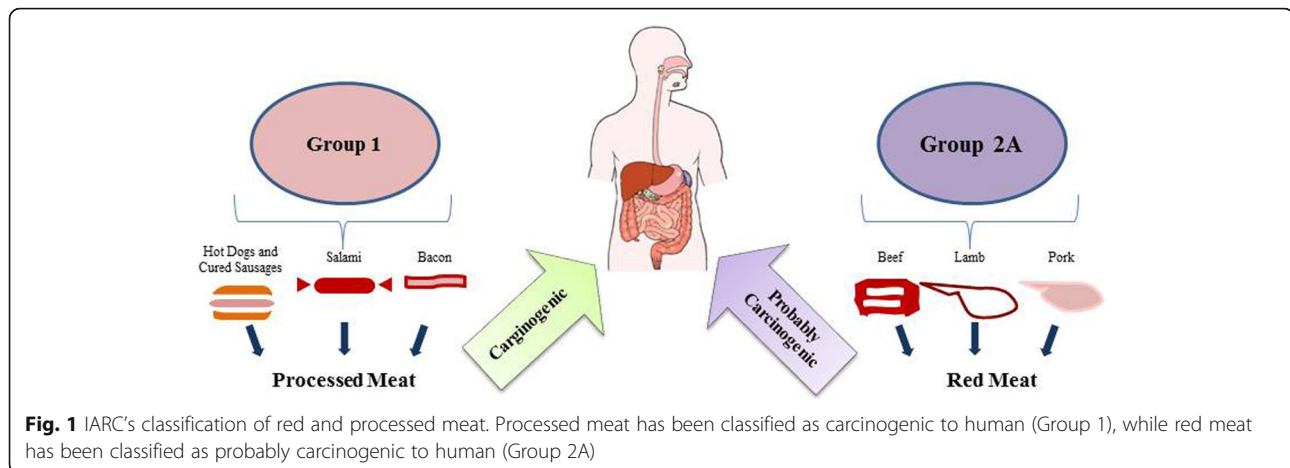 Group 1
Group 2A
Hot Dogs and
Cured Sausages
Salami
Bacon
Beef
Lamb
Pork
Carginogenic
Probably
Carcinogenic
Processed Meat
Red Meat
Fig. 1 IARC's classification of red and processed meat. Processed meat has been classified as carcinogenic to human (Group 1), while red meat
has been classified as probably carcinogenic to human (Group 2A)